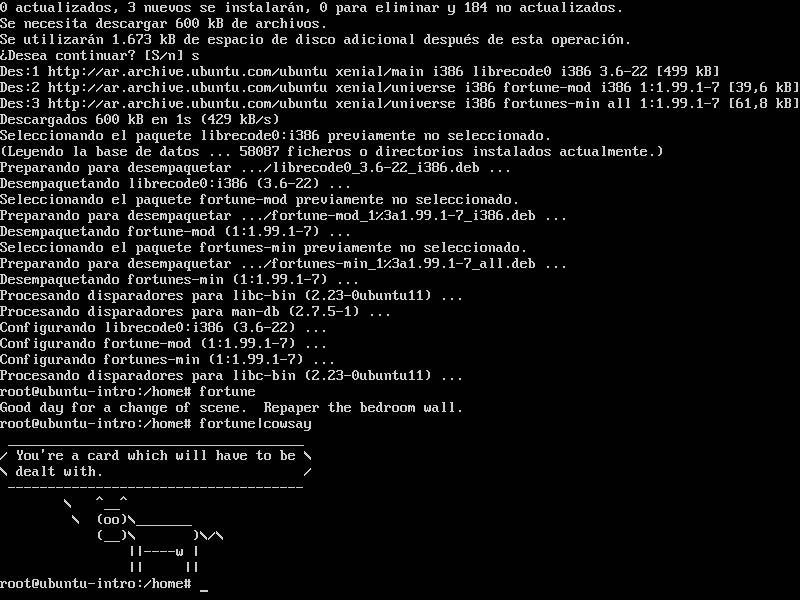 0 actualizados, 3 nuevos se instalarán, 0 para eliminar y 184 no actualizados.
Se necesita descargar 600 kB de archivos.
Se utilizarán 1.673 kB de espacio de disco adicional después de esta operación.
¿Desea continuar? [S/n] s
Des:1 http://ar.archive.ubuntu.com/ubuntu xenial/main i386 librecode0 i386 3.6-22 [499 kB]
Des:2 http://ar.archive.ubuntu.com/ubuntu xenial/universe i386 fortune-mod i386 1:1.99.1-7 [39,6 kB]
Des:3 http://ar.archive.ubuntu.com/ubuntu xenial/universe i386 fortunes-min all 1:1.99.1-7 [61,8 kB]
Descargados 600 kB en 1s (429 kB/s)
Seleccionando el paquete librecode0:i386 previamente no seleccionado.
(Leyendo la base de datos ... 58087 ficheros o directorios instalados actualmente.)
Preparando para desempaquetar .../librecode0_3.6-22_i386.deb ...
Desempaquetando librecode0:i386 (3.6-22) ...
Seleccionando el paquete fortune-mod previamente no seleccionado.
Preparando para desempaquetar .../fortune-mod_1%3a1.99.1-7_i386.deb ...
Desempaquetando fortune-mod (1:1.99.1-7) ...
Seleccionando el paquete fortunes-min previamente no seleccionado.
Preparando para desempaquetar .../fortunes-min_1%3a1.99.1-7_all.deb ...
Desempaquetando fortunes-min (1:1.99.1-7) ...
Procesando disparadores para libc-bin (2.23-0ubuntu11) ...
Procesando disparadores para man-db (2.7.5-1) ...
Configurando librecode0:i386 (3.6-22) ...
Configurando fortune-mod (1:1.99.1-7) ...
Configurando fortunes-min (1:1.99.1-7) ...
Procesando disparadores para libc-bin (2.23-0ubuntu11) ...
root@ubuntu-intro:/home# fortune
Good day for a change of scene.  Repaper the bedroom wall.
root@ubuntu-intro:/home# fortune|cowsay
 _____________________________________
/ You're a card which will have to be \
\ dealt with.                         /
 -------------------------------------
        \   ^__^
         \  (oo)\_______
            (__)\       )\/\
                ||----w |
                ||     ||
root@ubuntu-intro:/home# _